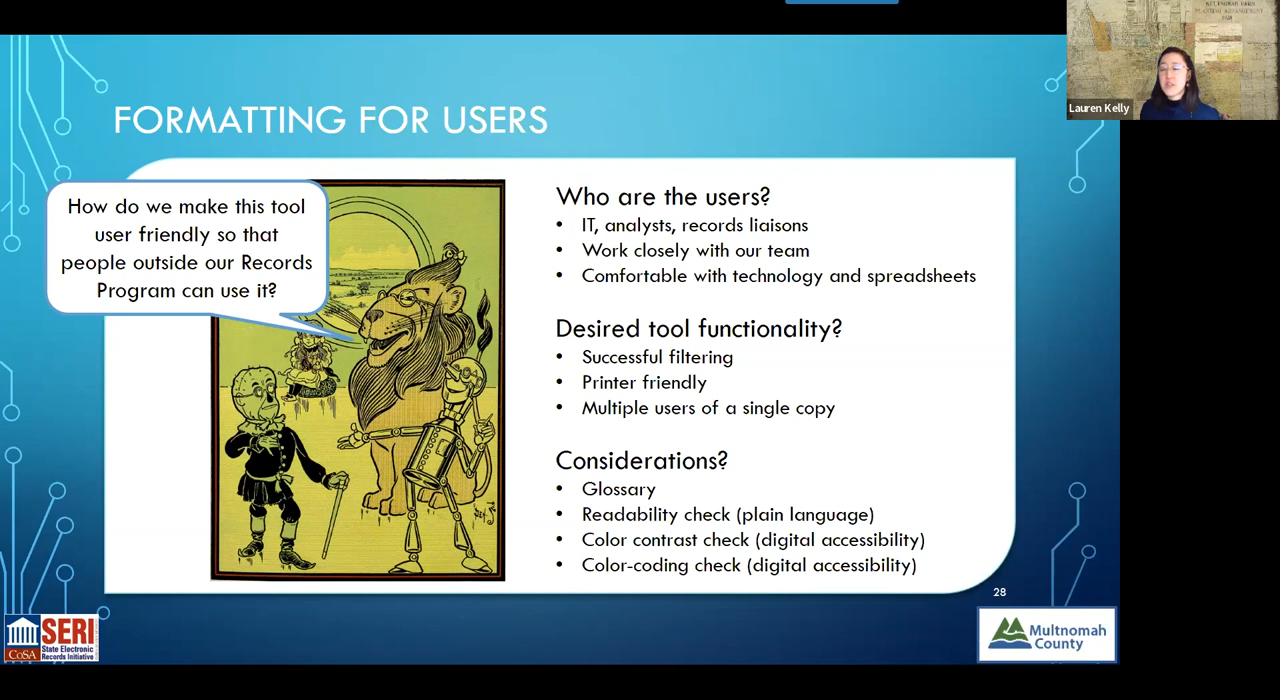 MULTNOMAH FARM
PLANTING ARRANGEMENT
Lauren Kelly
FORMATTING FOR USERS
How do we make this tool
user friendly so that
people outside our Records
Program can use it?
Who are the users?
• IT, analysts, records liaisons
• Work closely with our team
• Comfortable with technology and spreadsheets
Desired tool functionality?
• Successful filtering
• Printer friendly
• Multiple users of a single copy
Considerations?
• Glossary
• Readability check (plain language)
• Color contrast check (digital accessibility)
• Color-coding check (digital accessibility)
28
CoSA
SERI
State Electronic
Records Initiative
Multnomah
County